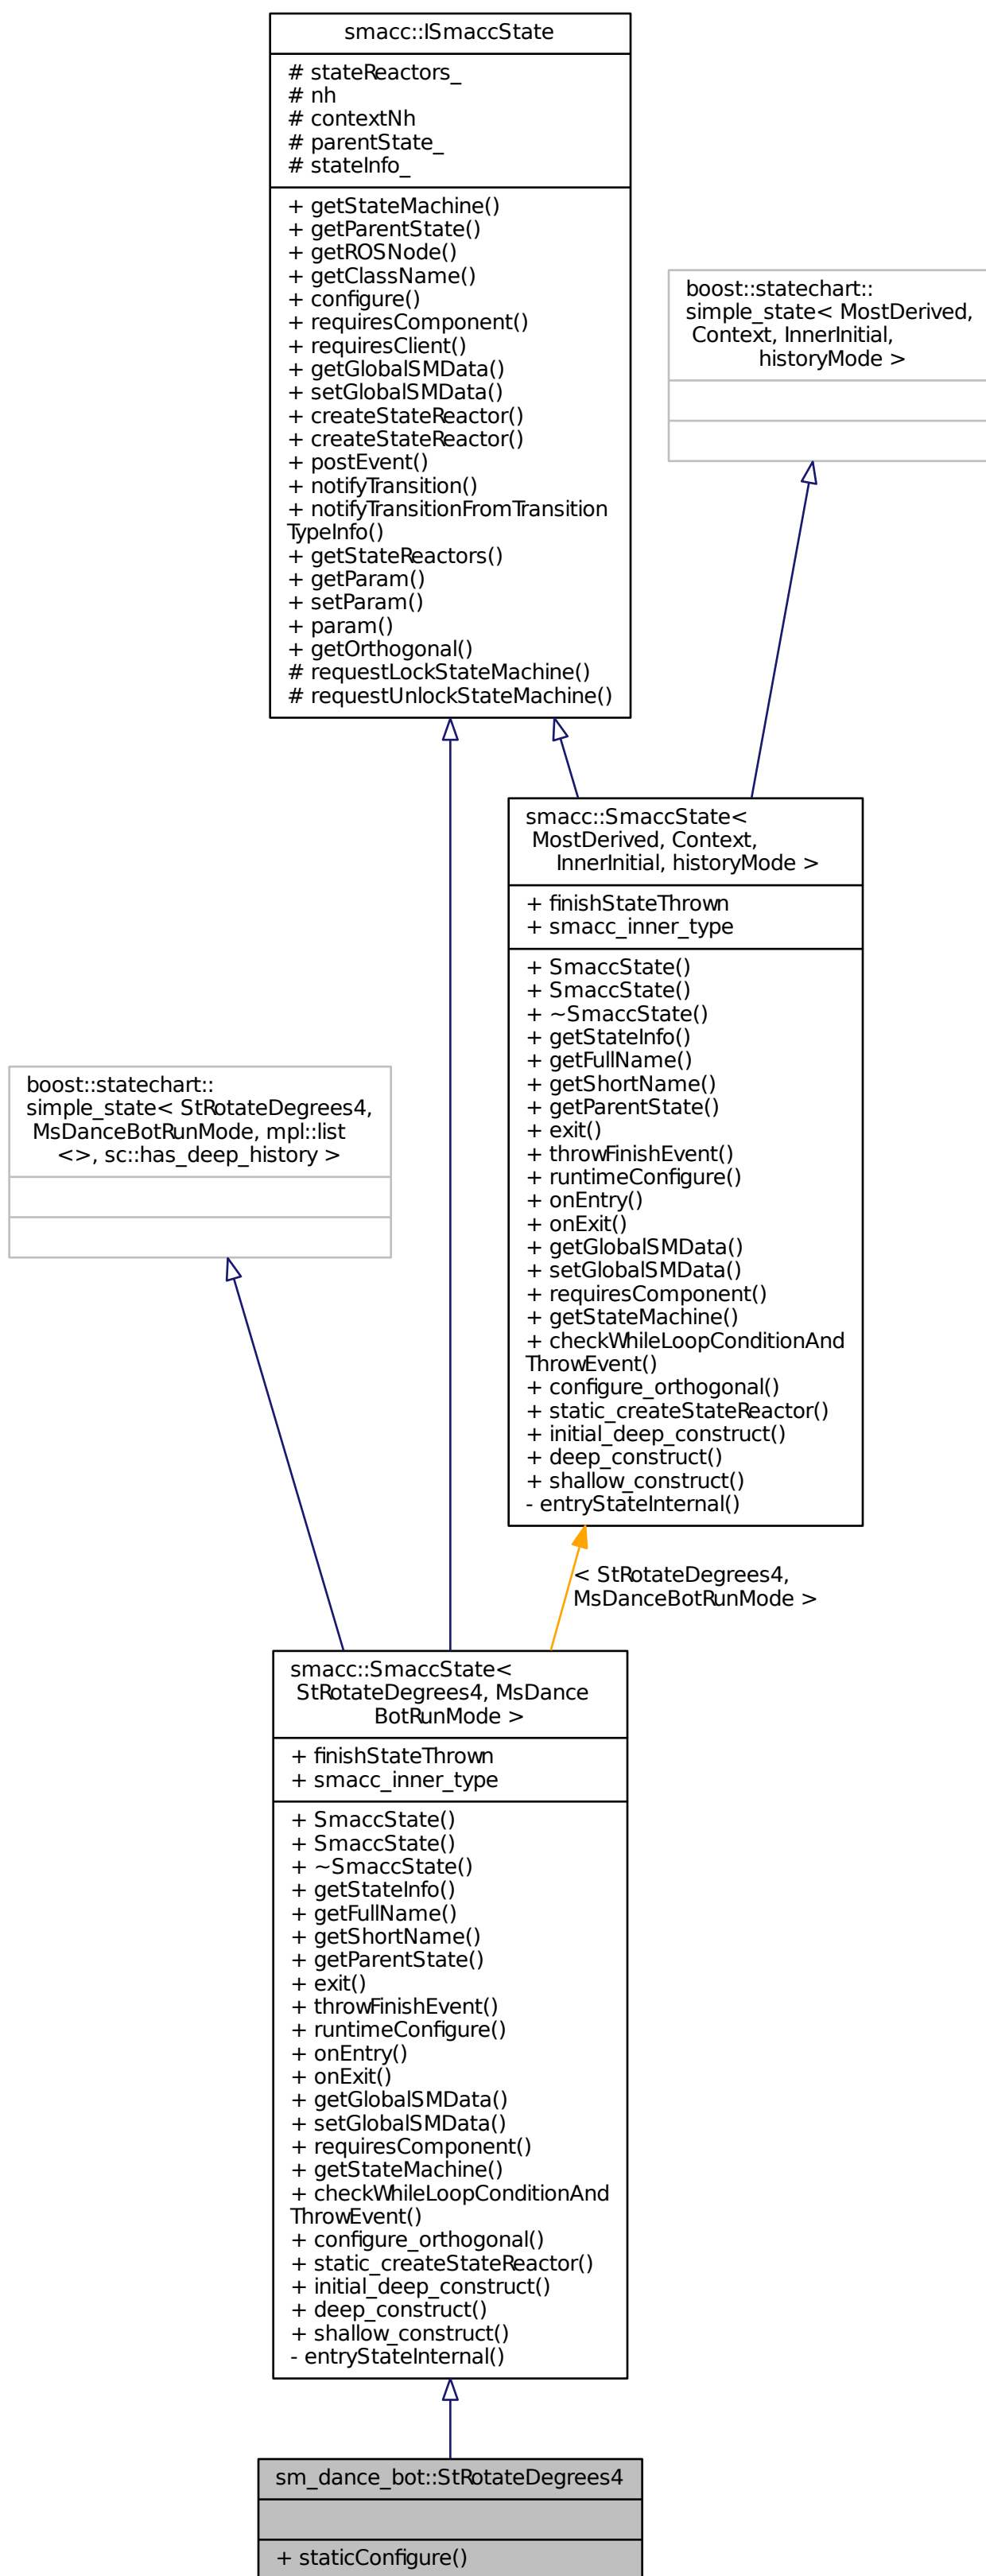 smacc::ISmaccState
# stateReactors_
# nh
# contextNh
# parentState_
# stateInfo_
+ getStateMachine()
+ getParentState()
+ getROSNode()
+ getClassName()
+ configure()
+ requiresComponent()
+ requiresClient()
+ getGlobalSMData()
+ setGlobalSMData()
+ createStateReactor()
+ createStateReactor()
+ postEvent()
+ notifyTransition()
+ notifyTransitionFromTransition
TypeInfo()
+ getStateReactors()
+ getParam()
+ setParam()
+ param()
+ getOrthogonal()
# requestLockStateMachine()
# requestUnlockStateMachine()
boost::statechart::
simple_state< MostDerived,
Context, InnerInitial,
historyMode >
smacc::SmaccState<
MostDerived, Context,
InnerInitial, historyMode >
+ finishStateThrown
+ smacc_inner_type
+ SmaccState()
+ SmaccState()
+ ~SmaccState()
+ getStateInfo()
+ getFullName()
+ getShortName()
+ getParentState()
+ exit()
+ throwFinishEvent()
+ runtimeConfigure()
+ onEntry()
+ onExit()
+ getGlobalSMData()
+ setGlobalSMData()
+ requiresComponent()
+ getStateMachine()
+ checkWhileLoopConditionAnd
ThrowEvent()
+ configure_orthogonal()
+ static_createStateReactor()
+ initial_deep_construct()
+ deep_construct()
+ shallow_construct()
- entryStateInternal()
boost::statechart::
simple_state< StRotateDegrees4,
MsDanceBotRunMode, mpl::list
<>, sc::has_deep_history >
< StRotateDegrees4,
MsDanceBotRunMode >
smacc::SmaccState<
StRotateDegrees4, MsDance
BotRunMode >
+ finishStateThrown
+ smacc_inner_type
+ SmaccState()
+ SmaccState()
+ ~SmaccState()
+ getStateInfo()
+ getFullName()
+ getShortName()
+ getParentState()
+ exit()
+ throwFinishEvent()
+ runtimeConfigure()
+ onEntry()
+ onExit()
+ getGlobalSMData()
+ setGlobalSMData()
+ requiresComponent()
+ getStateMachine()
+ checkWhileLoopConditionAnd
ThrowEvent()
+ configure_orthogonal()
+ static_createStateReactor()
+ initial_deep_construct()
+ deep_construct()
+ shallow_construct()
- entryStateInternal()
sm_dance_bot::StRotateDegrees4
+ staticConfigure()